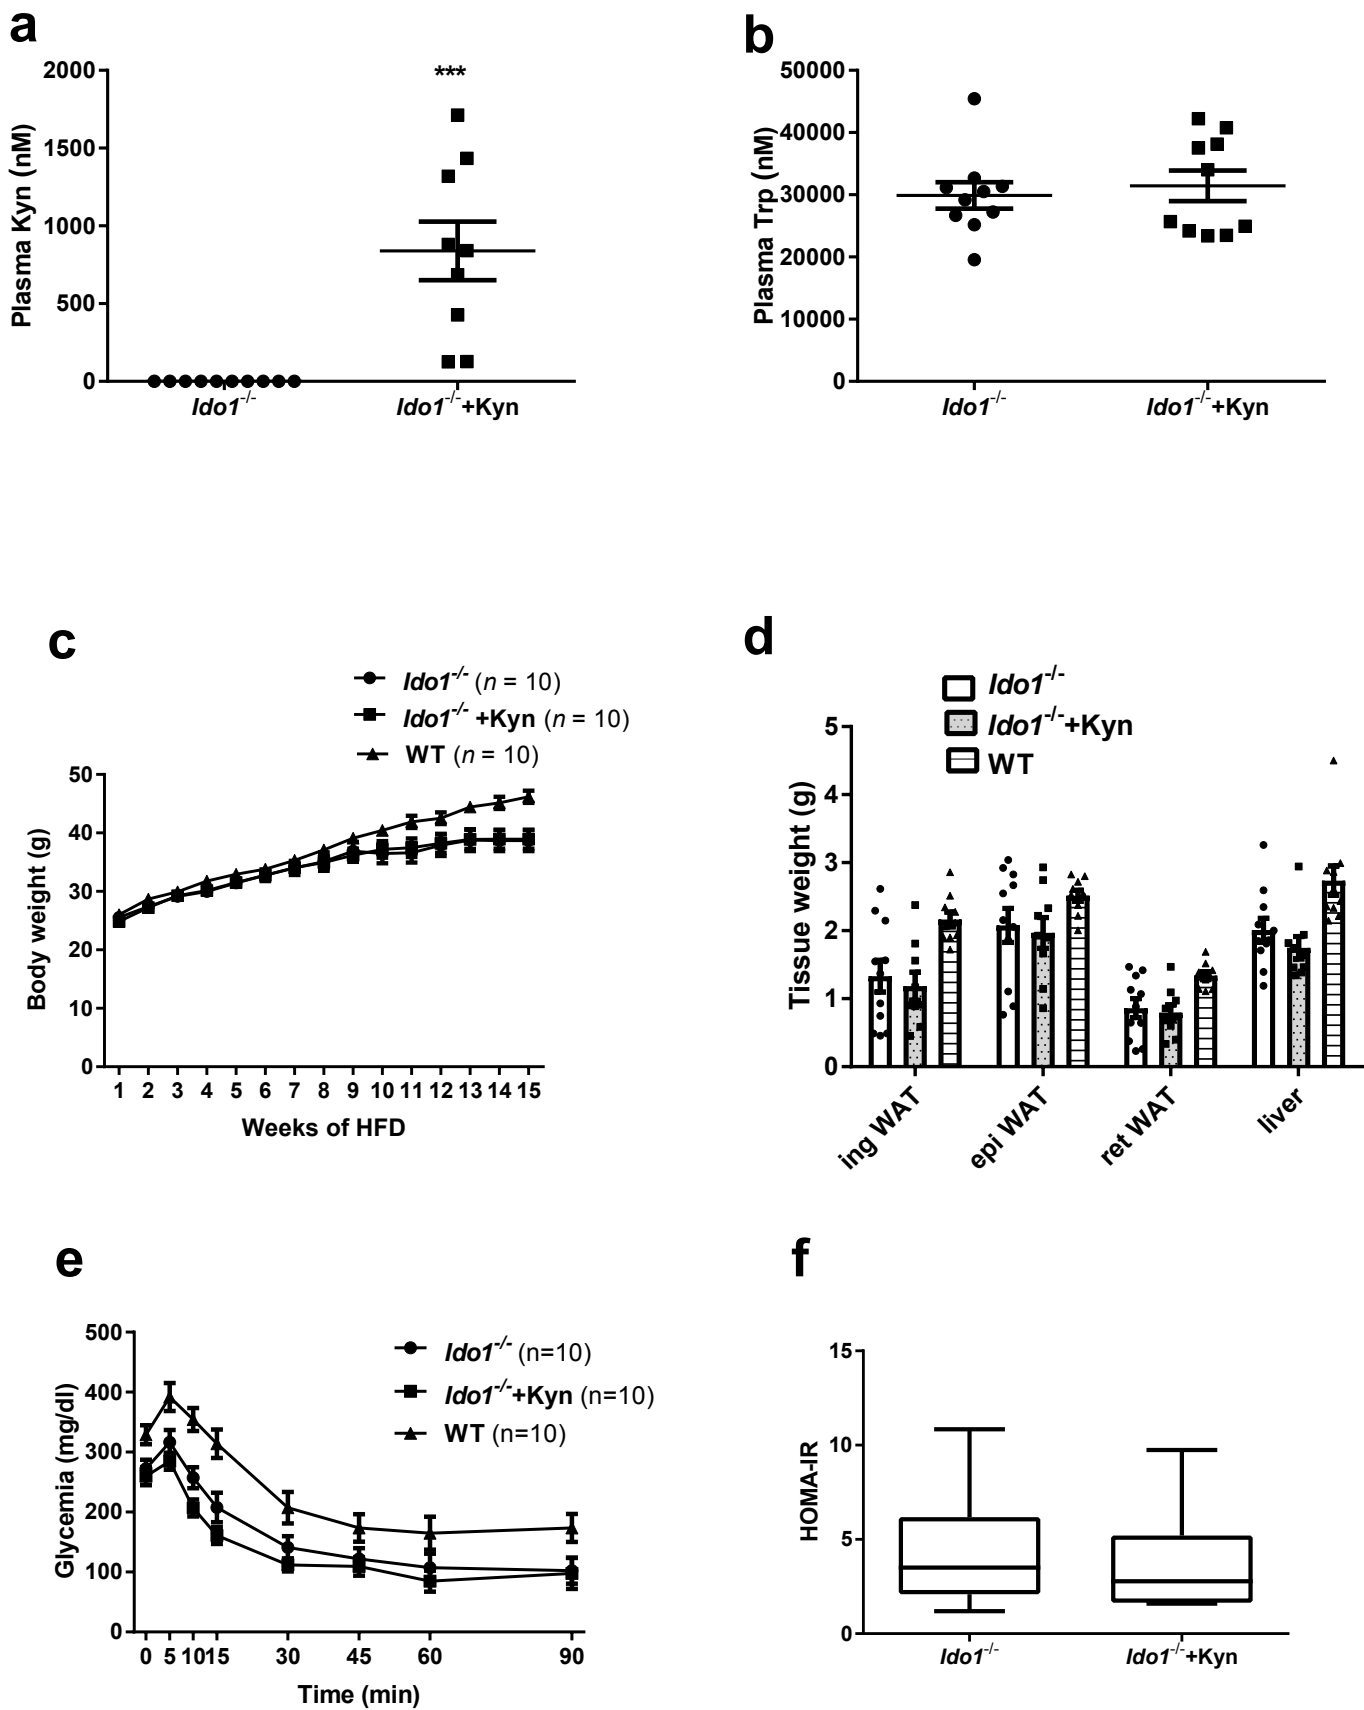 a
***
Plasma Kyn (nM)
2000
1500
1000
500
0
Ido1-/-
Ido1-/-+Kyn
b
Plasma Trp (nM)
50000
40000
30000
20000
10000
0
Ido1-/-
Ido1-/-+Kyn
c
Ido1-/- (n = 10)
Ido1-/- +Kyn (n = 10)
WT (n = 10)
Body weight (g)
50
40
30
20
10
0
1 2 3 4 5 6 7 8 9 10 11 12 13 14 15
Weeks of HFD
d
Ido1-/-
Ido1-/-+Kyn
WT
Tissue weight (g)
5
4
3
2
1
0
ing WAT
epi WAT
ret WAT
liver
e
Ido1-/- (n=10)
Ido1-/-+Kyn (n=10)
WT (n=10)
Glycemia (mg/dl)
500
400
300
200
100
0
0 5 10 15 30 45 60 90
Time (min)
f
HOMA-IR
15
10
5
0
Ido1-/-
Ido1-/-+Kyn